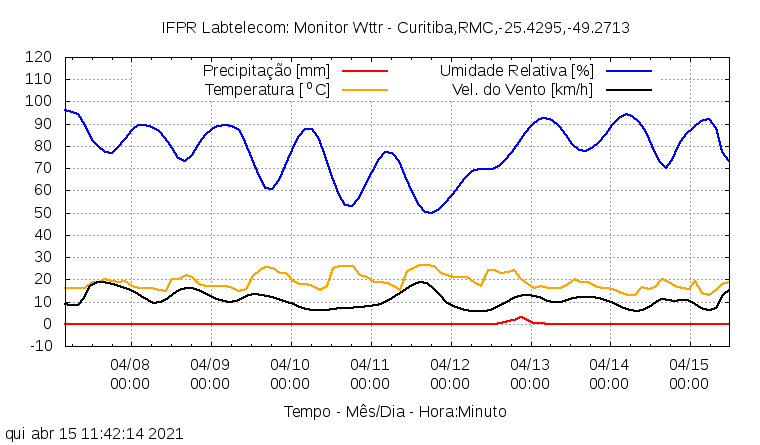 IFPR Labtelecom: Monitor Wttr - Curitiba,RMC,-25.4295,-49.2713
Precipitação [mm] Umidade Relativa [%]
Temperatura [⁰C] Vel. do Vento [km/h]
120
110
100
90
80
70
60
50
40
30
20
10
0
-10
04/08 04/09 04/10 04/11 04/12 04/13 04/14 04/15
00:00 00:00 00:00 00:00 00:00 00:00 00:00 00:00
Tempo - Mês/Dia - Hora:Minuto
qui abr 15 11:42:14 2021